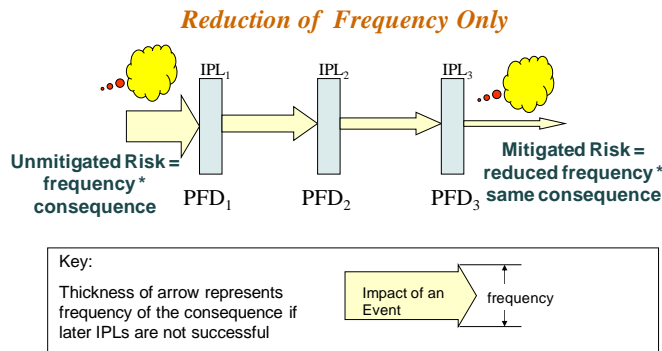 Reduction of Frequency Only
IPL1
IPL2
IPL3
Unmitigated Risk =
frequency *
consequence
Mitigated Risk =
reduced frequency *
same consequence
PFD1
PFD2
PFD3
Key:
Thickness of arrow represents
frequency of the consequence if
later IPLs are not successful
Impact of an
Event
frequency